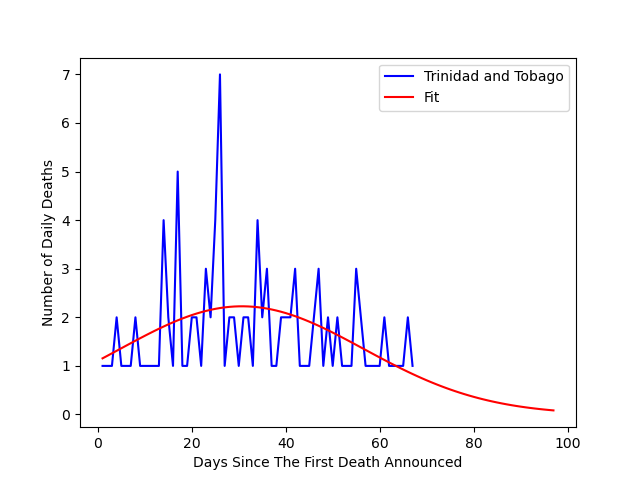 Trinidad and Tobago
Fit
7
6
5
4
3
2
1
0
Number of Daily Deaths
0 20 40 60 80 100
Days Since The First Death Announced